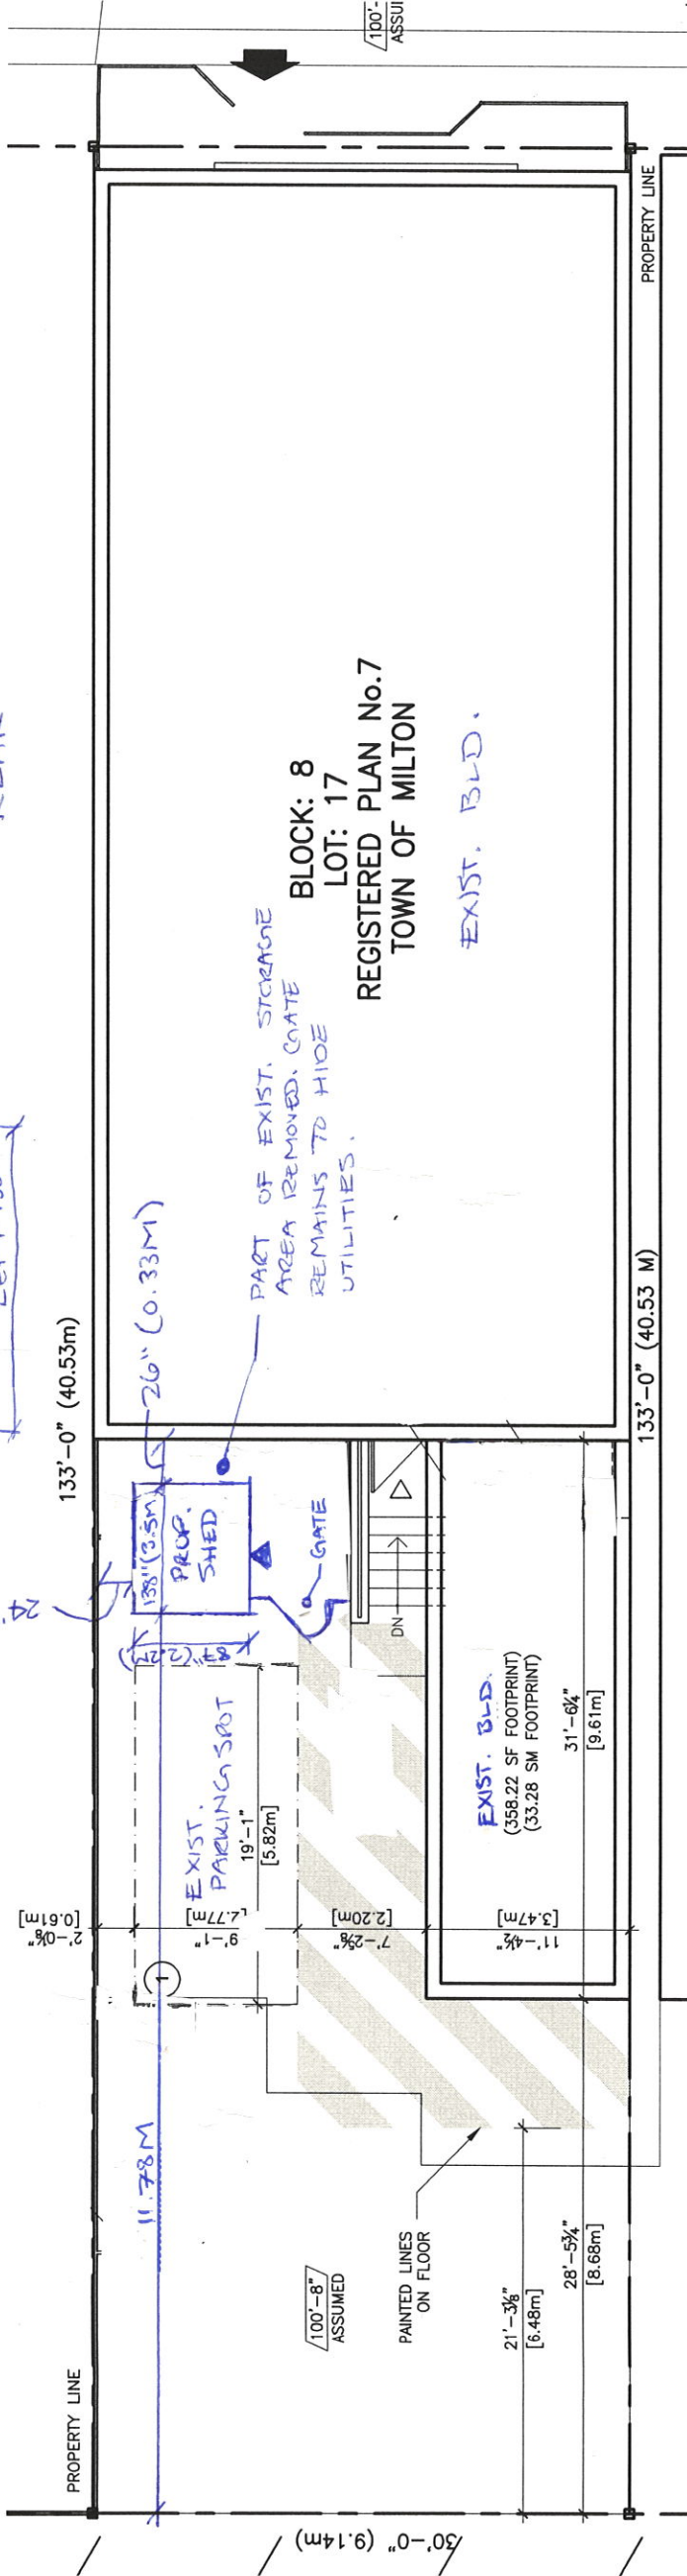 PROPERTY LINE
133'-0" (40.53m)
24"
26" (0.33M)
138" (3.5M)
PROP.
SHED
87" (2.2M)
PART OF EXIST. STORAGE
AREA REMOVED. GATE
REMAINS TO HIDE
UTILITIES.
GATE
BLOCK: 8
LOT: 17
REGISTERED PLAN No.7
TOWN OF MILTON
EXIST. BLD.
DN
EXIST.
PARKING SPOT
19'-1"
[5.82m]
2'-0⅛"
[0.61m]
9'-1"
7'-2⅝"
[2.20m]
11'-4½"
[3.47m]
1
11.78M
EXIST. BLD.
(358.22 SF FOOTPRINT)
(33.28 SM FOOTPRINT)
31'-6¼"
[9.61m]
100'-8"
ASSUMED
PAINTED LINES
ON FLOOR
21'-3⅛"
[6.48m]
28'-5¾"
[8.68m]
30'-0" (9.14m)
133'-0" (40.53 M)
PROPERTY LINE
100'-